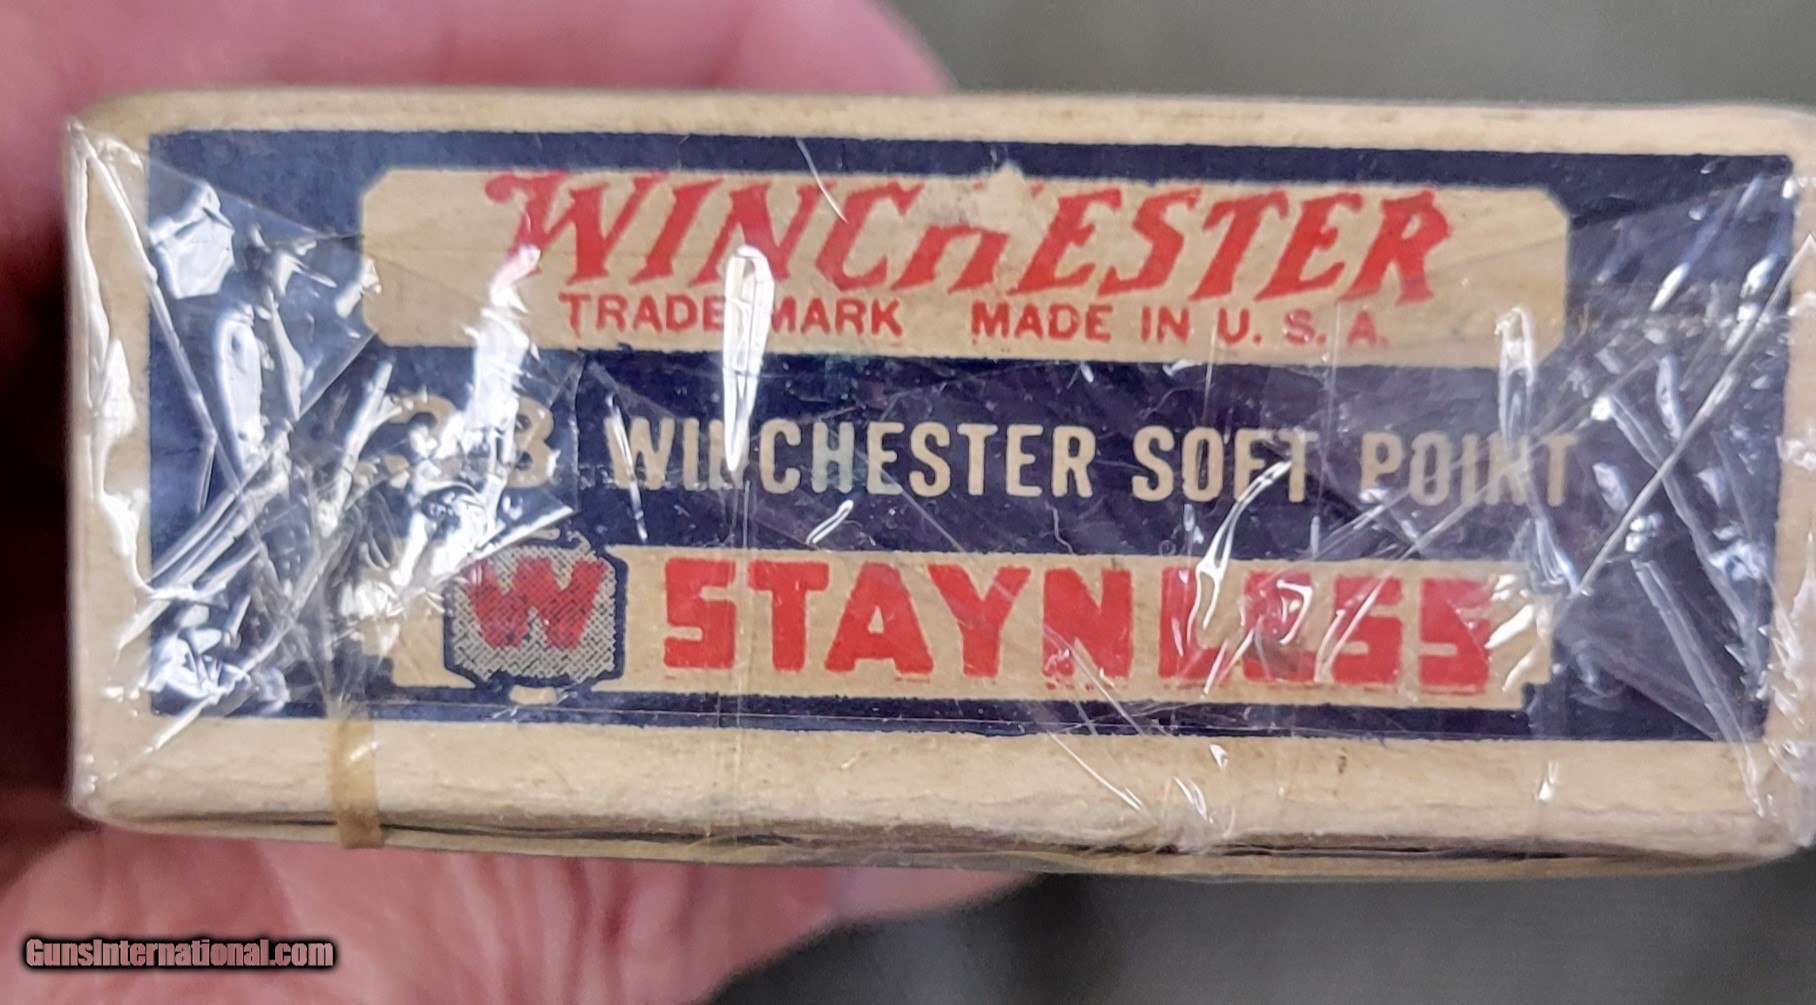 WINCHESTER
TRADE MARK MADE IN U. S. A.
WINCHESTER SOFT POINT
W STAYNLESS
GunsInternational.com